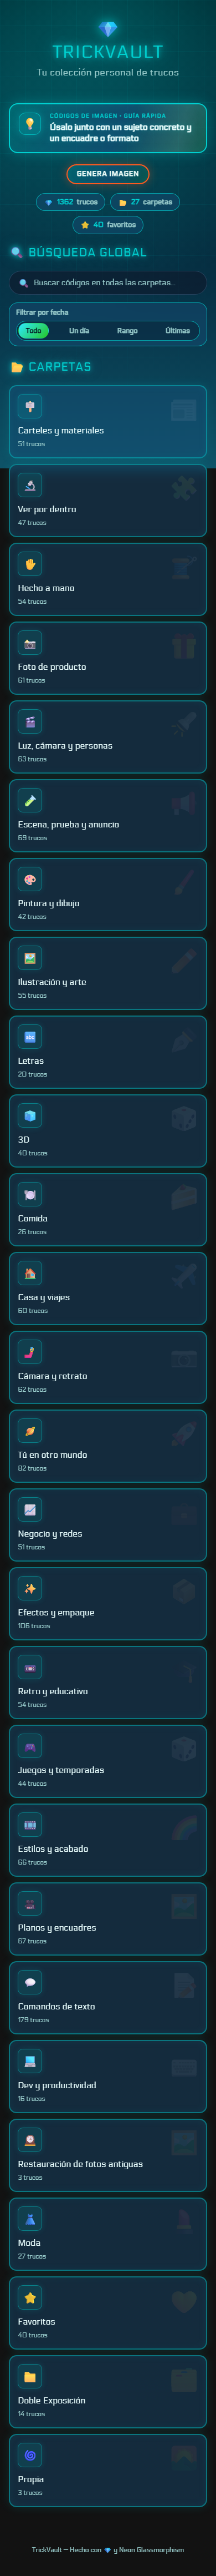 TRICKVAULT
Tu colección personal de trucos
CÓDIGOS DE IMAGEN · GUÍA RÁPIDA
Úsalo junto con un sujeto concreto y
un encuadre o formato
GENERA IMAGEN
1362 trucos
27 carpetas
40 favoritos
BÚSQUEDA GLOBAL
Buscar códigos en todas las carpetas...
Filtrar por fecha
Todo Un día Rango Últimas
CARPETAS
Carteles y materiales
51 trucos
Ver por dentro
47 trucos
Hecho a mano
54 trucos
Foto de producto
61 trucos
Luz, cámara y personas
63 trucos
Escena, prueba y anuncio
69 trucos
Pintura y dibujo
42 trucos
Ilustración y arte
55 trucos
Letras
20 trucos
3D
40 trucos
Comida
26 trucos
Casa y viajes
60 trucos
Cámara y retrato
62 trucos
Tú en otro mundo
82 trucos
Negocio y redes
51 trucos
Efectos y empaque
106 trucos
Retro y educativo
54 trucos
Juegos y temporadas
44 trucos
Estilos y acabado
66 trucos
Planos y encuadres
67 trucos
Comandos de texto
179 trucos
Dev y productividad
16 trucos
Restauración de fotos antiguas
3 trucos
Moda
27 trucos
Favoritos
40 trucos
Doble Exposición
14 trucos
Propia
3 trucos
TrickVault — Hecho con 💎 y Neon Glassmorphism